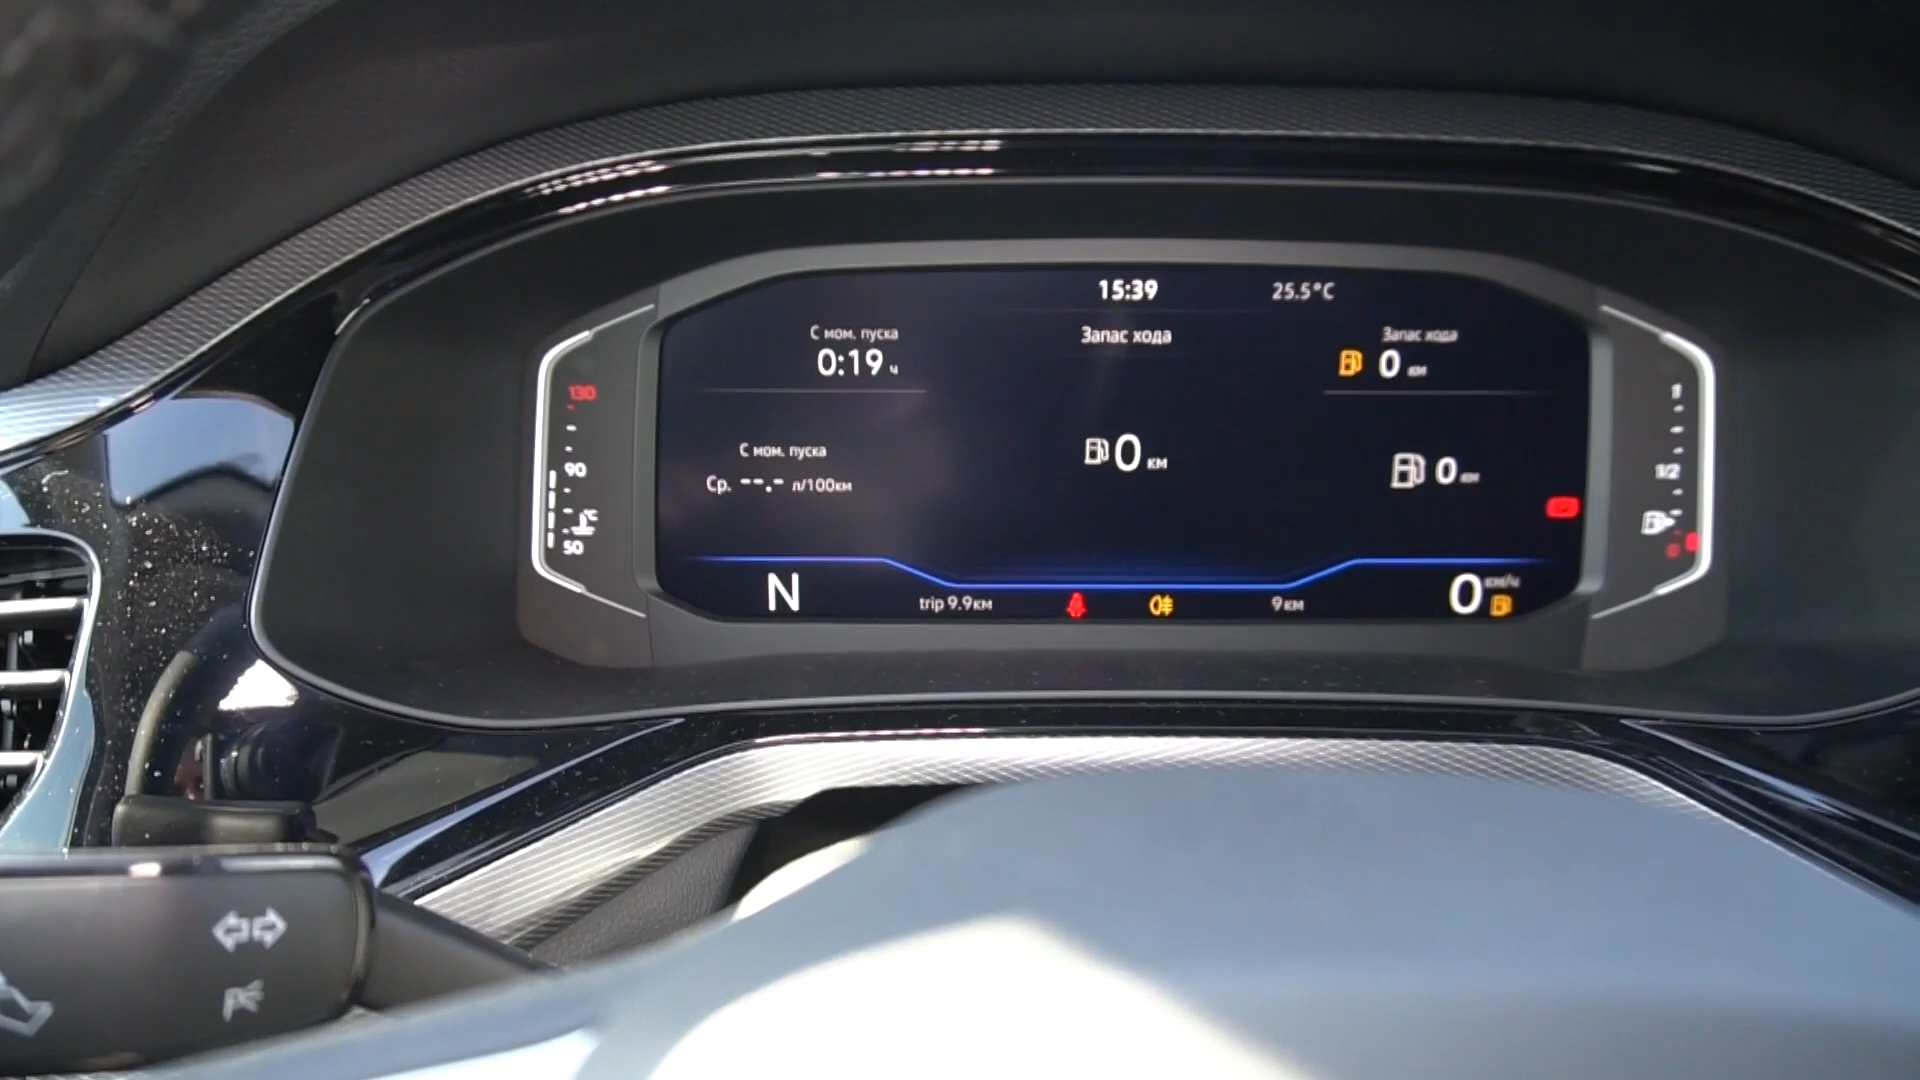 15:39 25.5°C
С мом. пуска Запас хода Запас хода
0:19 ч 0 км
С мом. пуска 0 км 0 км
Ср. --.- л/100км
N trip 9.9км 9км 0 км/ч
130
90
50
°C
1
1/2
0